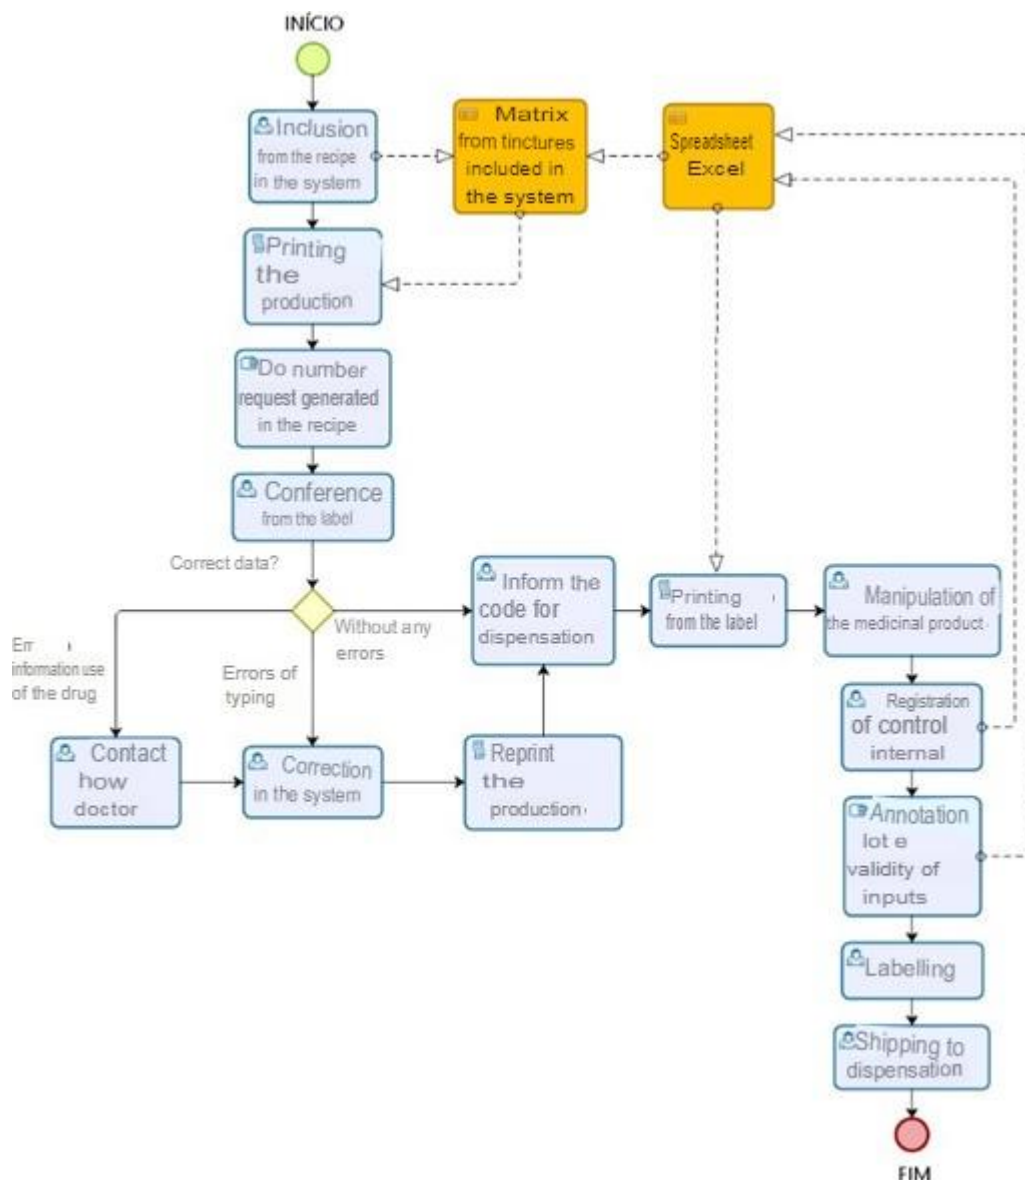 INÍCIO
Inclusion
from the recipe
in the system
Matrix
from tinctures
included in
the system
Spreadsheet
Excel
Printing
the
production
Do number
request generated
in the recipe
Conference
from the label
Correct data?
Without any
errors
Errors of
typing
Err
information use
of the drug
Inform the
code for
dispensation
Printing
from the label
Manipulation of
the medicinal product
Contact
how
doctor
Correction
in the system
Reprint
the
production
Registration
of control
internal
Annotation
lot e
validity of
inputs
Labelling
Shipping to
dispensation
FIM